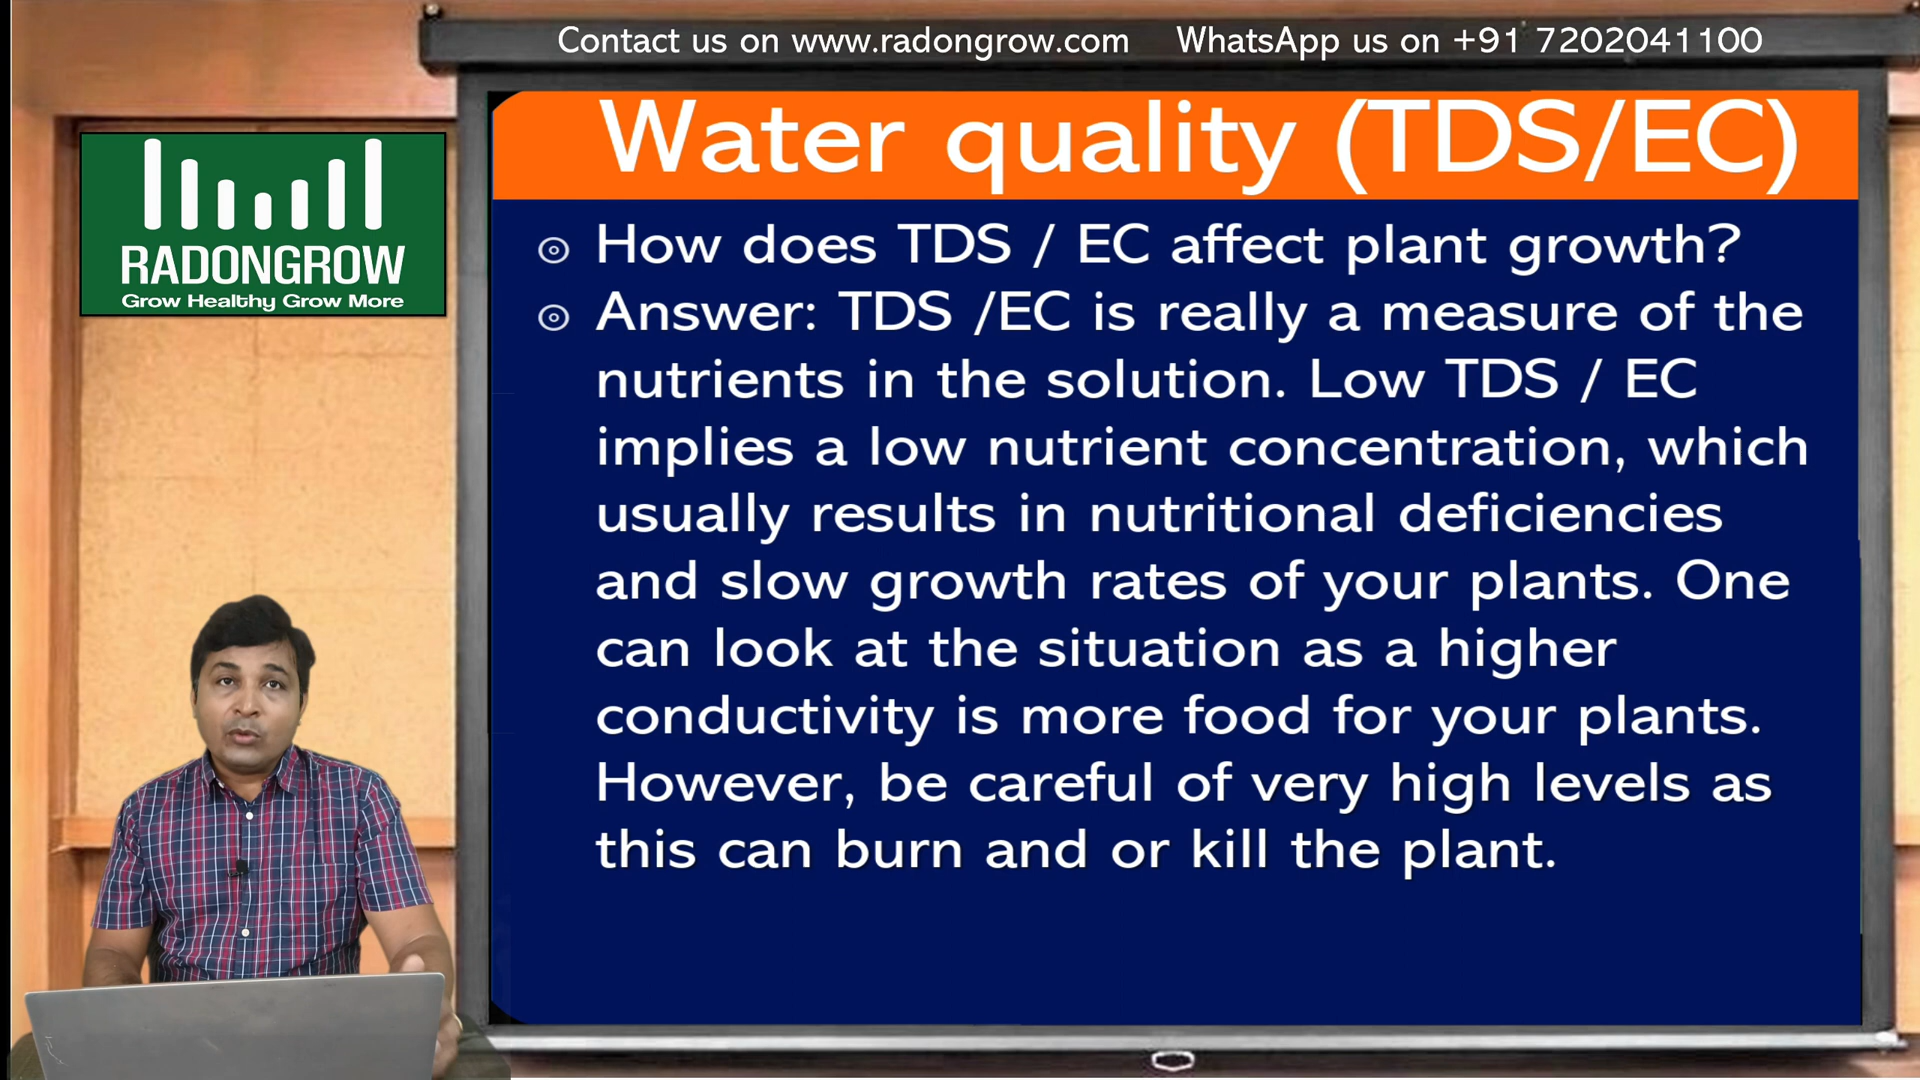 Contact us on www.radongrow.com WhatsApp us on +91 7202041100
RADONGROW
Grow Healthy Grow More
Water quality (TDS/EC)
How does TDS / EC affect plant growth?
Answer: TDS /EC is really a measure of the
nutrients in the solution. Low TDS / EC
implies a low nutrient concentration, which
usually results in nutritional deficiencies
and slow growth rates of your plants. One
can look at the situation as a higher
conductivity is more food for your plants.
However, be careful of very high levels as
this can burn and or kill the plant.